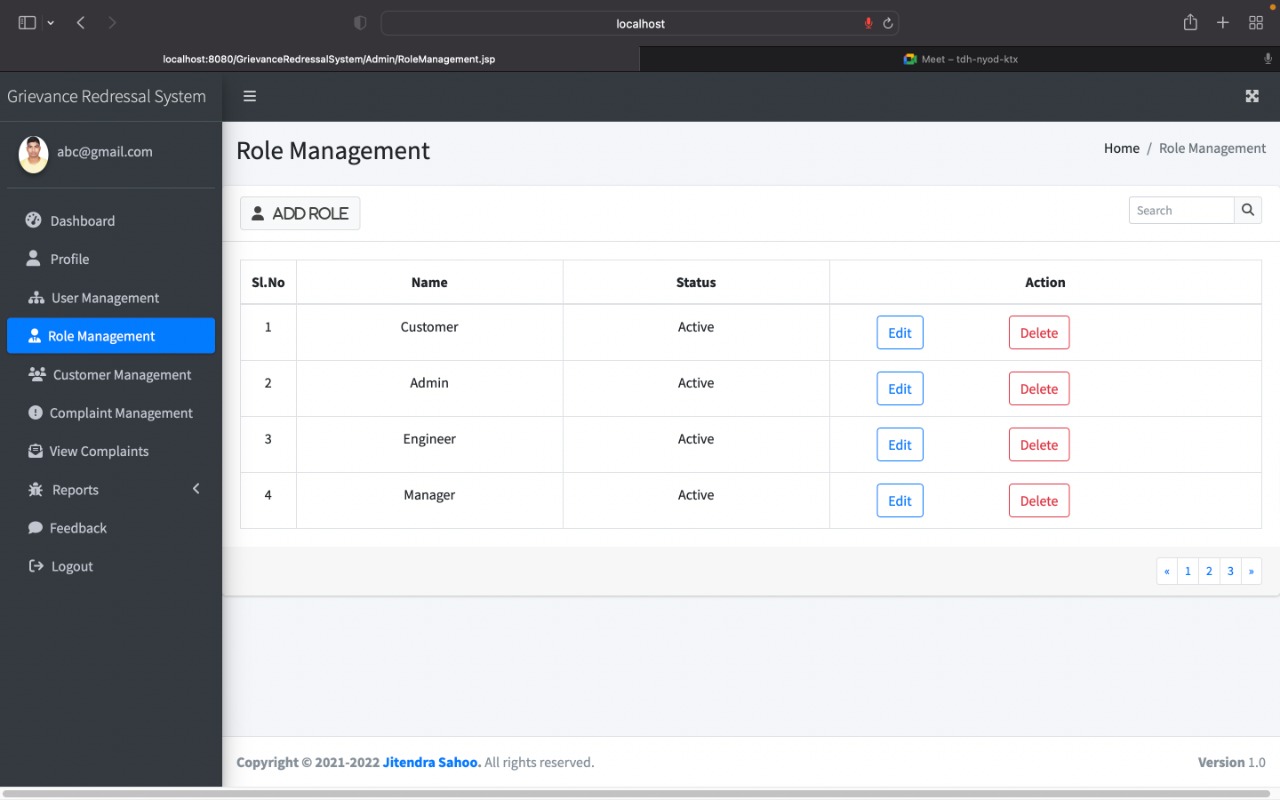 localhost
localhost:8080/GrievanceRedressalSystem/Admin/RoleManagement.jsp
Meet – tdh-nyod-ktx
Grievance Redressal System
abc@gmail.com
Dashboard
Profile
User Management
Role Management
Customer Management
Complaint Management
View Complaints
Reports
Feedback
Logout
Role Management
Home / Role Management
ADD ROLE
Search
Sl.No Name Status Action
1 Customer Active Edit Delete
2 Admin Active Edit Delete
3 Engineer Active Edit Delete
4 Manager Active Edit Delete
« 1 2 3 »
Copyright © 2021-2022 Jitendra Sahoo. All rights reserved.
Version 1.0